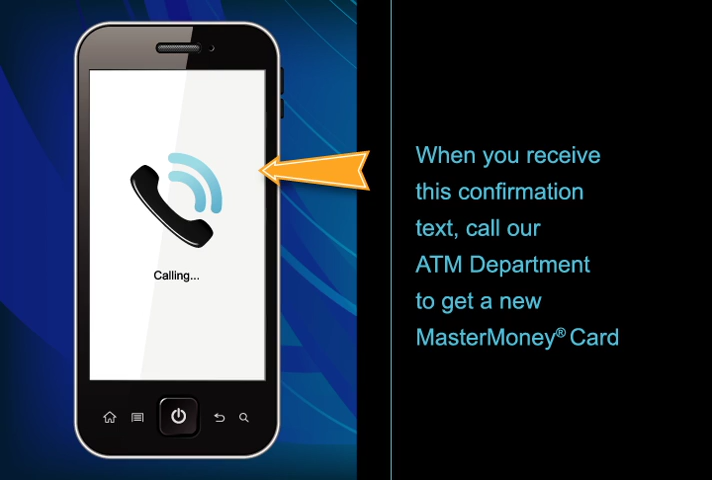 Calling...
When you receive
this confirmation
text, call our
ATM Department
to get a new
MasterMoney® Card